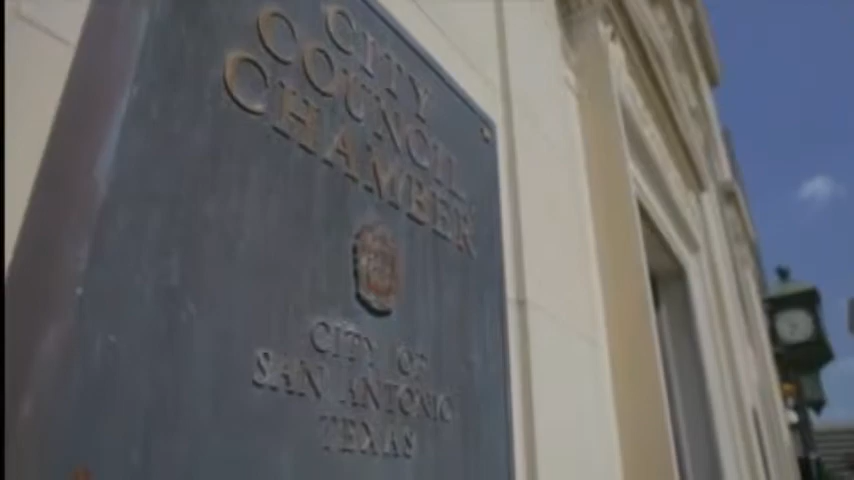 CITY
COUNCIL
CHAMBER
CITY OF
SAN ANTONIO
TEXAS